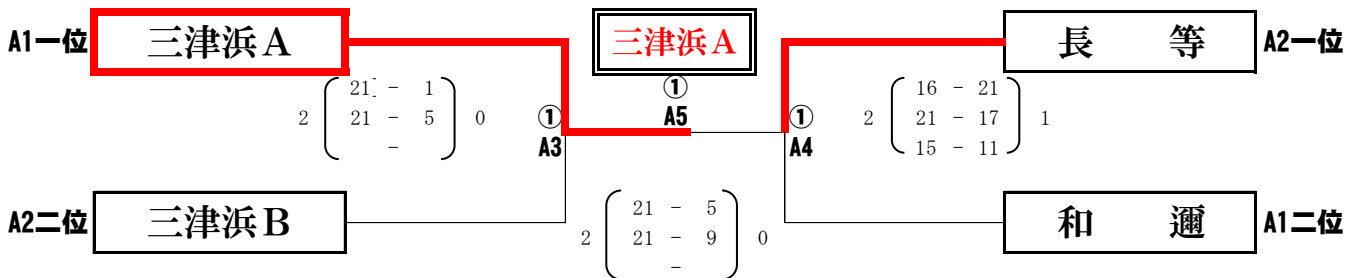 A1一位 三津浜A 三津浜A 長 等 A2一位
21 - 1 ① 16 - 21
2 21 - 5 0 ① A5 ① 2 21 - 17 1
- A3 A4 15 - 11
A2二位 三津浜B 和 邇 A1二位
21 - 5
2 21 - 9 0
-